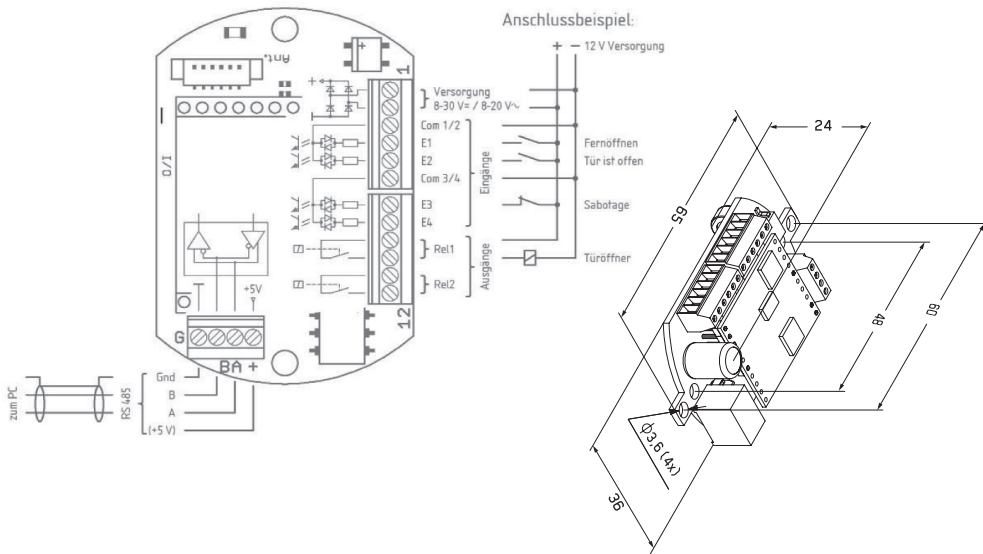 Anschlussbeispiel:
+ − 12 V Versorgung
Ant.
+
1
+
Versorgung
8-30 V= / 8-20 V~
Com 1/2
E1
E2
Com 3/4
E3
E4
Eingänge
Rel1
Rel2
Ausgänge
Fernöffnen
Tür ist offen
Sabotage
Türöffner
I/O
+5V
12
G
BA +
Gnd
B
A
(+5 V)
RS 485
zum PC
24
65
48
60
ϕ3,6 (4x)
36